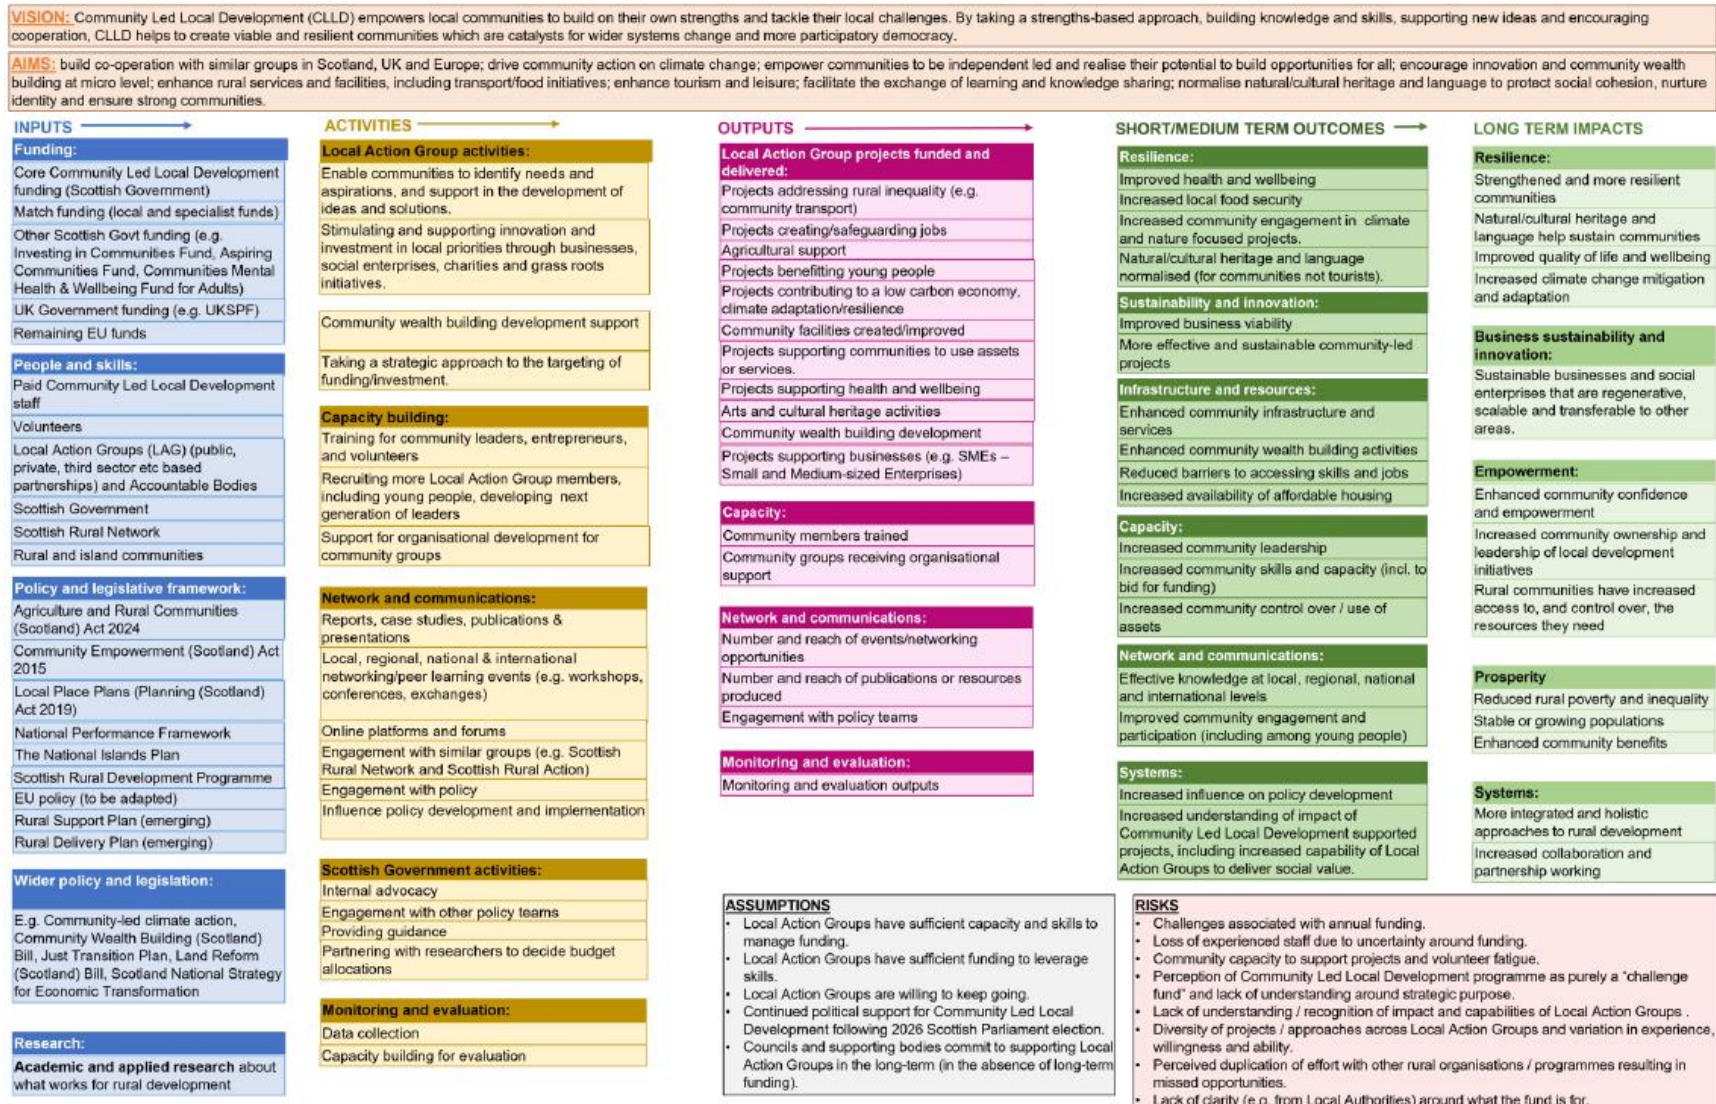 VISION: Community Led Local Development (CLLD) empowers local communities to build on their own strengths and tackle their local challenges. By taking a strengths-based approach, building knowledge and skills, supporting new ideas and encouraging
cooperation, CLLD helps to create viable and resilient communities which are catalysts for wider systems change and more participatory democracy.
AIMS: build co-operation with similar groups in Scotland, UK and Europe; drive community action on climate change; empower communities to be independent led and realise their potential to build opportunities for all; encourage innovation and community wealth
building at micro level; enhance rural services and facilities, including transport/food initiatives; enhance tourism and leisure; facilitate the exchange of learning and knowledge sharing; normalise natural/cultural heritage and language to protect social cohesion, nurture
identity and ensure strong communities.
INPUTS
Funding:
Core Community Led Local Development
funding (Scottish Government)
Match funding (local and specialist funds)
Other Scottish Govt funding (e.g.
Investing in Communities Fund, Aspiring
Communities Fund, Communities Mental
Health & Wellbeing Fund for Adults)
UK Government funding (e.g. UKSPF)
Remaining EU funds
People and skills:
Paid Community Led Local Development
staff
Volunteers
Local Action Groups (LAG) (public,
private, third sector etc based
partnerships) and Accountable Bodies
Scottish Government
Scottish Rural Network
Rural and island communities
Policy and legislative framework:
Agriculture and Rural Communities
(Scotland) Act 2024
Community Empowerment (Scotland) Act
2015
Local Place Plans (Planning (Scotland)
Act 2019)
National Performance Framework
The National Islands Plan
Scottish Rural Development Programme
EU policy (to be adapted)
Rural Support Plan (emerging)
Rural Delivery Plan (emerging)
Wider policy and legislation:
E.g. Community-led climate action,
Community Wealth Building (Scotland)
Bill, Just Transition Plan, Land Reform
(Scotland) Bill, Scotland National Strategy
for Economic Transformation
Research:
Academic and applied research about
what works for rural development
ACTIVITIES
Local Action Group activities:
Enable communities to identify needs and
aspirations, and support in the development of
ideas and solutions.
Stimulating and supporting innovation and
investment in local priorities through businesses,
social enterprises, charities and grass roots
initiatives.
Community wealth building development support
Taking a strategic approach to the targeting of
funding/investment.
Capacity building:
Training for community leaders, entrepreneurs,
and volunteers
Recruiting more Local Action Group members,
including young people, developing next
generation of leaders
Support for organisational development for
community groups
Network and communications:
Reports, case studies, publications &
presentations
Local, regional, national & international
networking/peer learning events (e.g. workshops,
conferences, exchanges)
Online platforms and forums
Engagement with similar groups (e.g. Scottish
Rural Network and Scottish Rural Action)
Engagement with policy
Influence policy development and implementation
Scottish Government activities:
Internal advocacy
Engagement with other policy teams
Providing guidance
Partnering with researchers to decide budget
allocations
Monitoring and evaluation:
Data collection
Capacity building for evaluation
OUTPUTS
Local Action Group projects funded and
delivered:
Projects addressing rural inequality (e.g.
community transport)
Projects creating/safeguarding jobs
Agricultural support
Projects benefitting young people
Projects contributing to a low carbon economy,
climate adaptation/resilience
Community facilities created/improved
Projects supporting communities to use assets
or services.
Projects supporting health and wellbeing
Arts and cultural heritage activities
Community wealth building development
Projects supporting businesses (e.g. SMEs –
Small and Medium-sized Enterprises)
Capacity:
Community members trained
Community groups receiving organisational
support
Network and communications:
Number and reach of events/networking
opportunities
Number and reach of publications or resources
produced
Engagement with policy teams
Monitoring and evaluation:
Monitoring and evaluation outputs
SHORT/MEDIUM TERM OUTCOMES
Resilience:
Improved health and wellbeing
Increased local food security
Increased community engagement in climate
and nature focused projects.
Natural/cultural heritage and language
normalised (for communities not tourists).
Sustainability and innovation:
Improved business viability
More effective and sustainable community-led
projects
Infrastructure and resources:
Enhanced community infrastructure and
services
Enhanced community wealth building activities
Reduced barriers to accessing skills and jobs
Increased availability of affordable housing
Capacity:
Increased community leadership
Increased community skills and capacity (incl. to
bid for funding)
Increased community control over / use of
assets
Network and communications:
Effective knowledge at local, regional, national
and international levels
Improved community engagement and
participation (including among young people)
Systems:
Increased influence on policy development
Increased understanding of impact of
Community Led Local Development supported
projects, including increased capability of Local
Action Groups to deliver social value.
LONG TERM IMPACTS
Resilience:
Strengthened and more resilient
communities
Natural/cultural heritage and
language help sustain communities
Improved quality of life and wellbeing
Increased climate change mitigation
and adaptation
Business sustainability and
innovation:
Sustainable businesses and social
enterprises that are regenerative,
scalable and transferable to other
areas.
Empowerment:
Enhanced community confidence
and empowerment
Increased community ownership and
leadership of local development
initiatives
Rural communities have increased
access to, and control over, the
resources they need
Prosperity
Reduced rural poverty and inequality
Stable or growing populations
Enhanced community benefits
Systems:
More integrated and holistic
approaches to rural development
Increased collaboration and
partnership working
ASSUMPTIONS
• Local Action Groups have sufficient capacity and skills to
manage funding.
• Local Action Groups have sufficient funding to leverage
skills.
• Local Action Groups are willing to keep going.
• Continued political support for Community Led Local
Development following 2026 Scottish Parliament election.
• Councils and supporting bodies commit to supporting Local
Action Groups in the long-term (in the absence of long-term
funding).
RISKS
• Challenges associated with annual funding.
• Loss of experienced staff due to uncertainty around funding.
• Community capacity to support projects and volunteer fatigue.
• Perception of Community Led Local Development programme as purely a "challenge
fund" and lack of understanding around strategic purpose.
• Lack of understanding / recognition of impact and capabilities of Local Action Groups .
• Diversity of projects / approaches across Local Action Groups and variation in experience,
willingness and ability.
• Perceived duplication of effort with other rural organisations / programmes resulting in
missed opportunities.
• Lack of clarity (e.g. from Local Authorities) around what the fund is for.